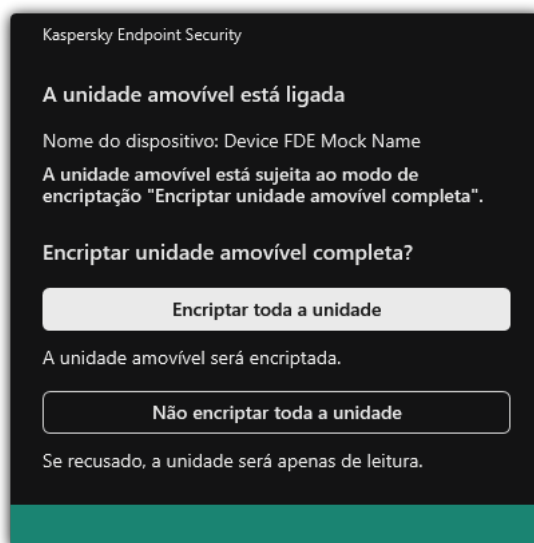 Kaspersky Endpoint Security
A unidade amovível está ligada
Nome do dispositivo: Device FDE Mock Name
A unidade amovível está sujeita ao modo de
encriptação "Encriptar unidade amovível completa".
Encriptar unidade amovível completa?
Encriptar toda a unidade
A unidade amovível será encriptada.
Não encriptar toda a unidade
Se recusado, a unidade será apenas de leitura.